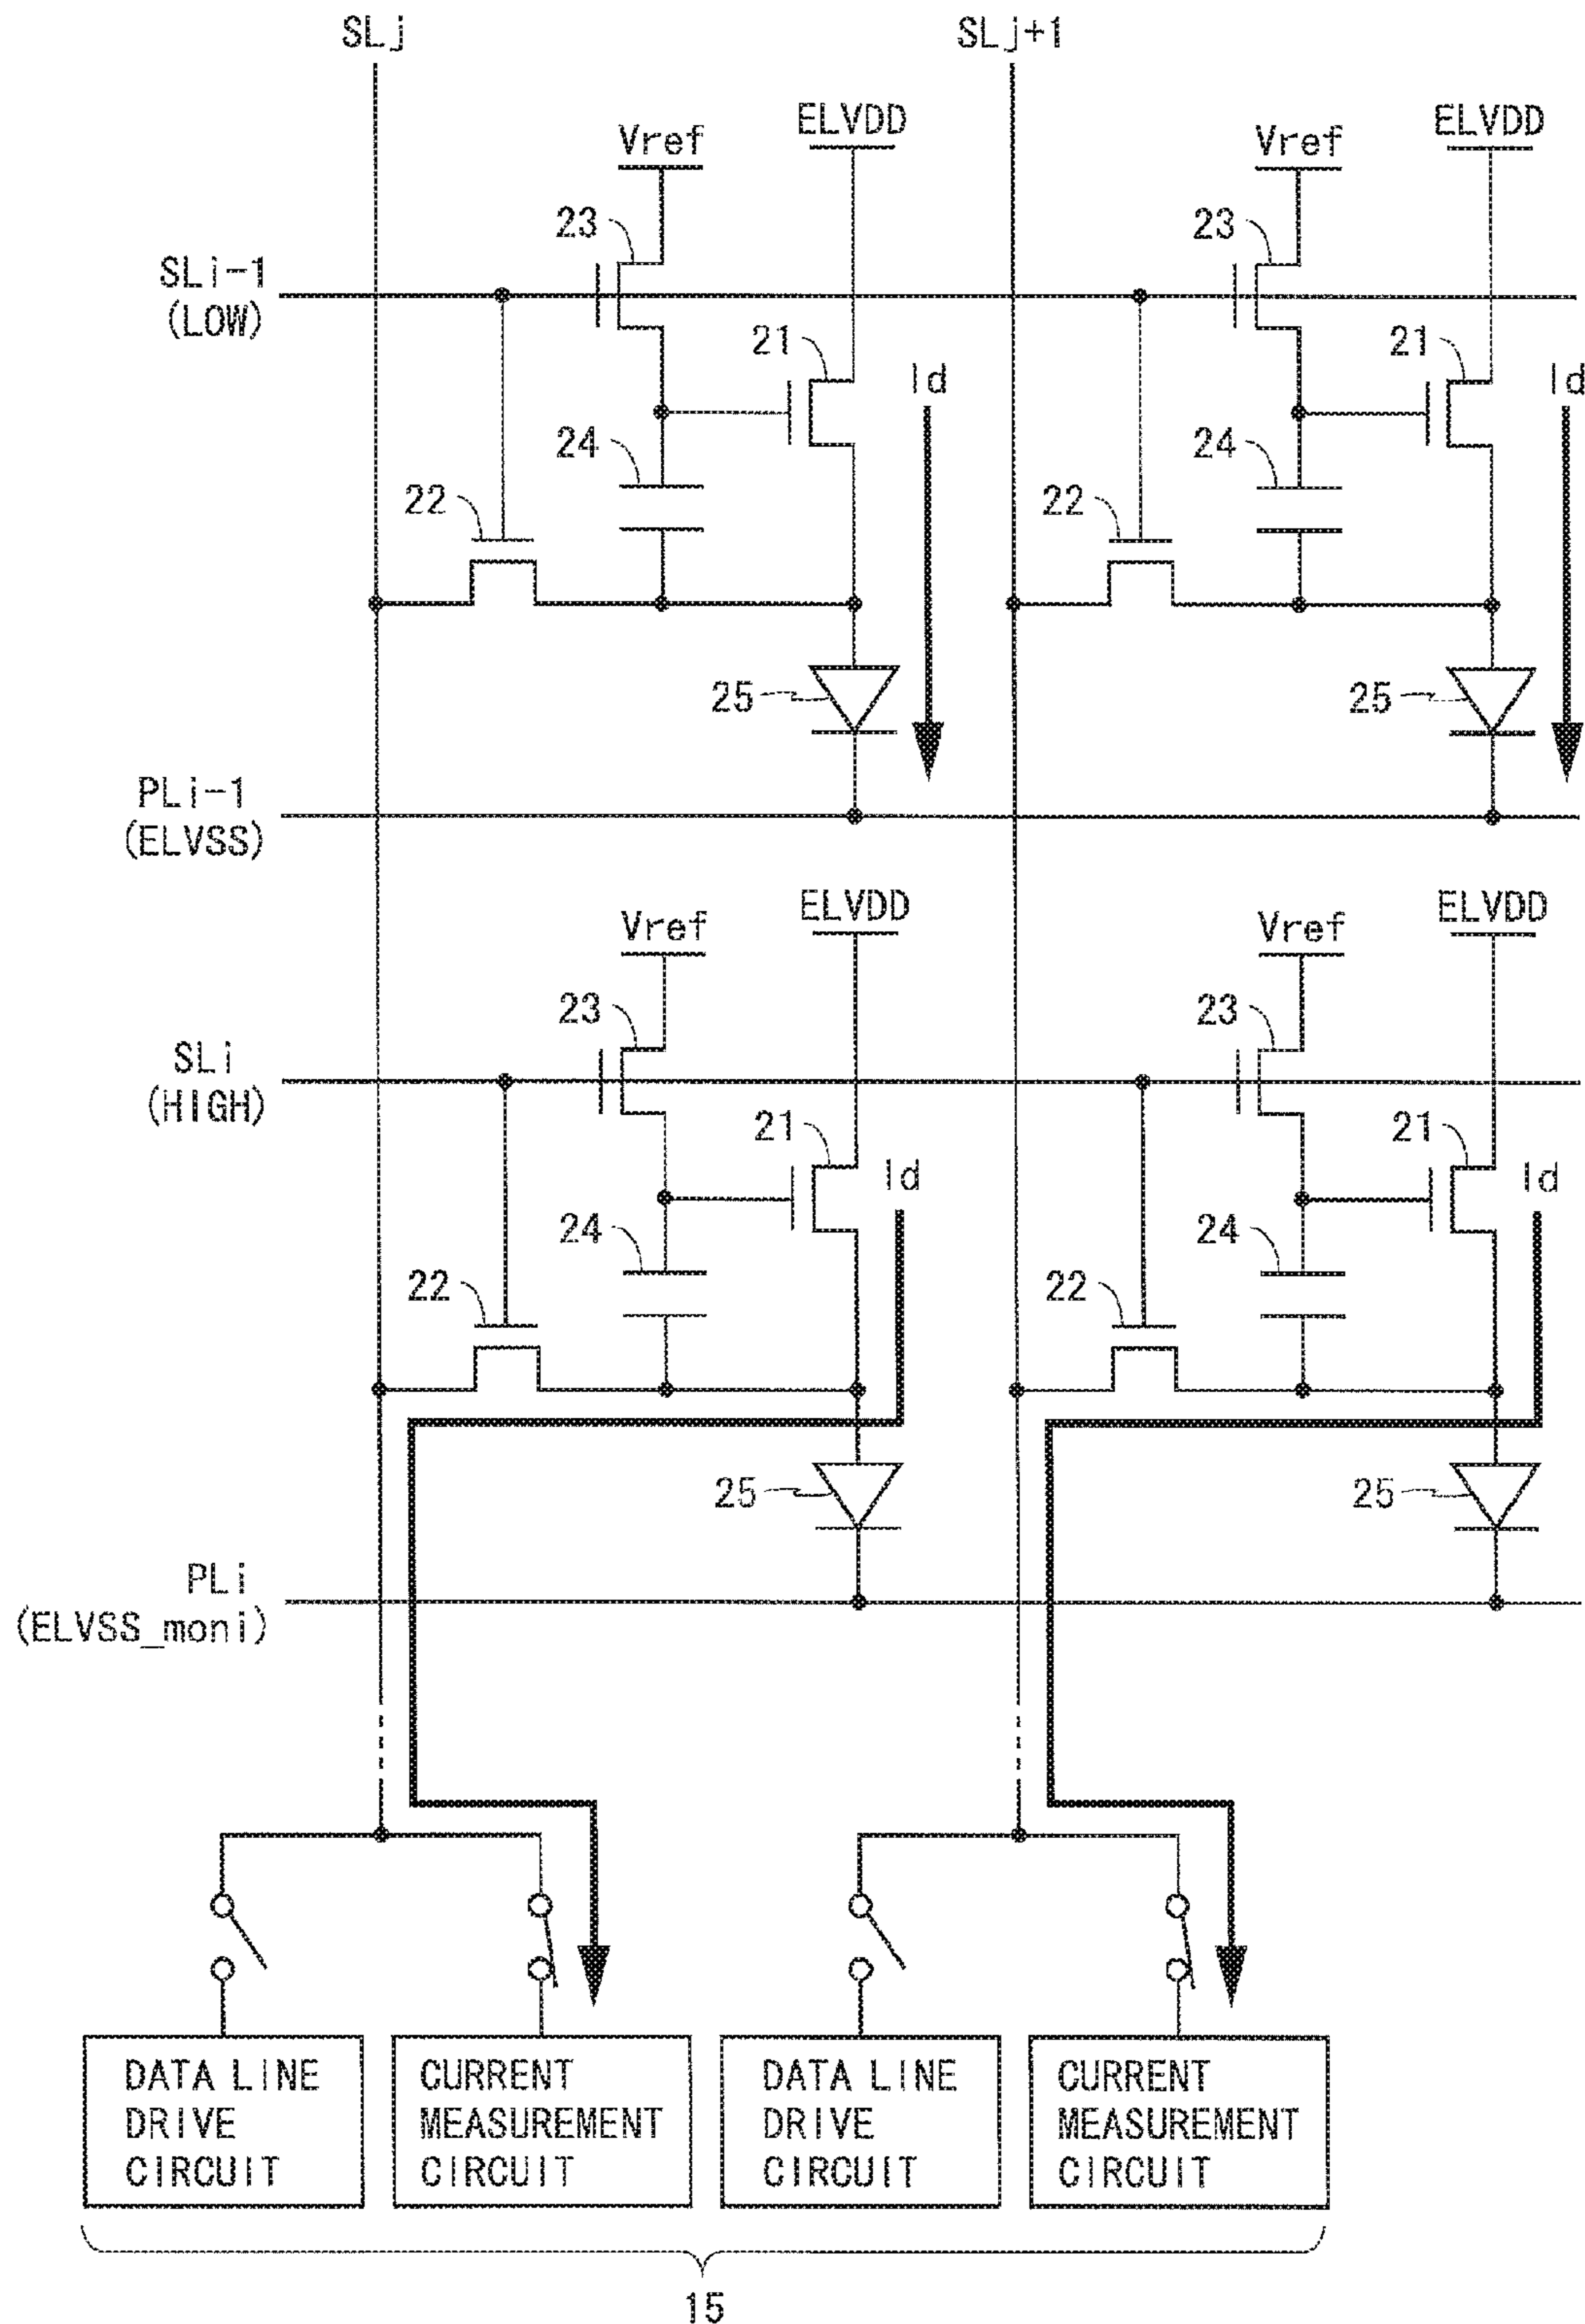 SLj
SLj+1
Vref
ELVDD
Vref
ELVDD
23
23
SLi-1
(LOW)
21
Id
21
Id
24
24
22
22
25
25
PLi-1
(ELVSS)
Vref
ELVDD
Vref
ELVDD
23
23
SLi
(HIGH)
21
Id
21
Id
24
24
22
22
25
25
PLi
(ELVSS_moni)
DATA LINE
DRIVE
CIRCUIT
CURRENT
MEASUREMENT
CIRCUIT
DATA LINE
DRIVE
CIRCUIT
CURRENT
MEASUREMENT
CIRCUIT
15